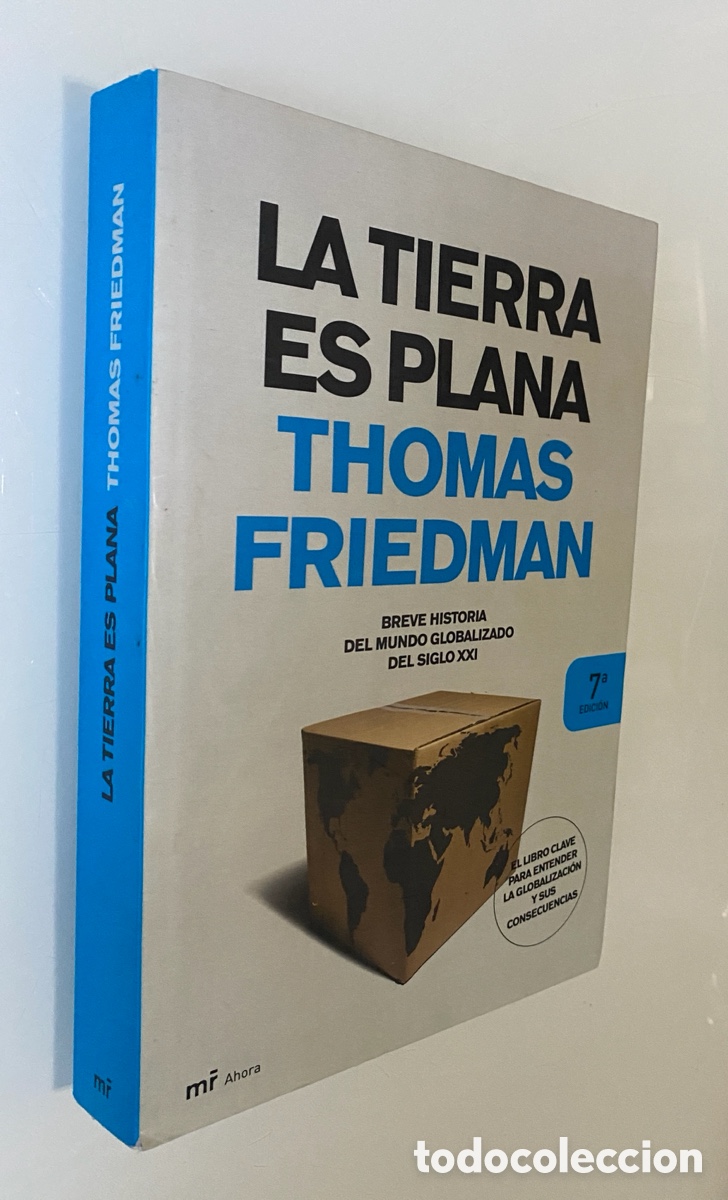 LA TIERRA
ES PLANA
THOMAS
FRIEDMAN
BREVE HISTORIA
DEL MUNDO GLOBALIZADO
DEL SIGLO XXI
7ª
EDICIÓN
EL LIBRO CLAVE
PARA ENTENDER
LA GLOBALIZACIÓN
Y SUS
CONSECUENCIAS
mr Ahora
LA TIERRA ES PLANA THOMAS FRIEDMAN
mr
todocoleccion